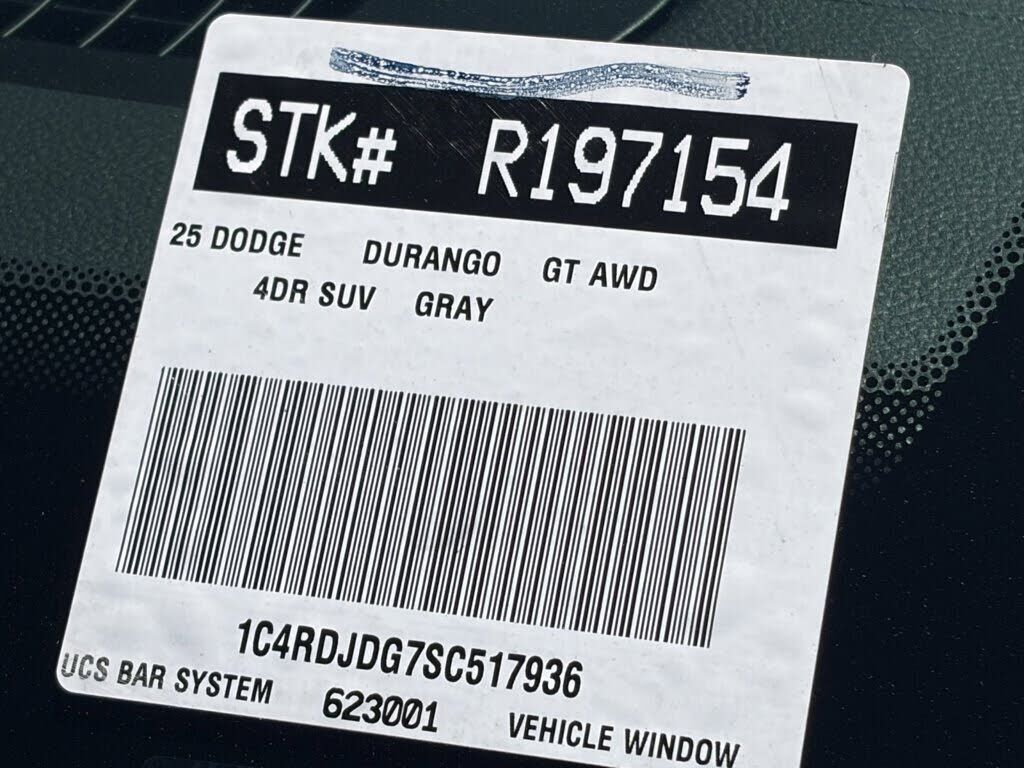 STK# R197154
25 DODGE DURANGO GT AWD
4DR SUV GRAY
1C4RDJDG7SC517936
UCS BAR SYSTEM 623001 VEHICLE WINDOW